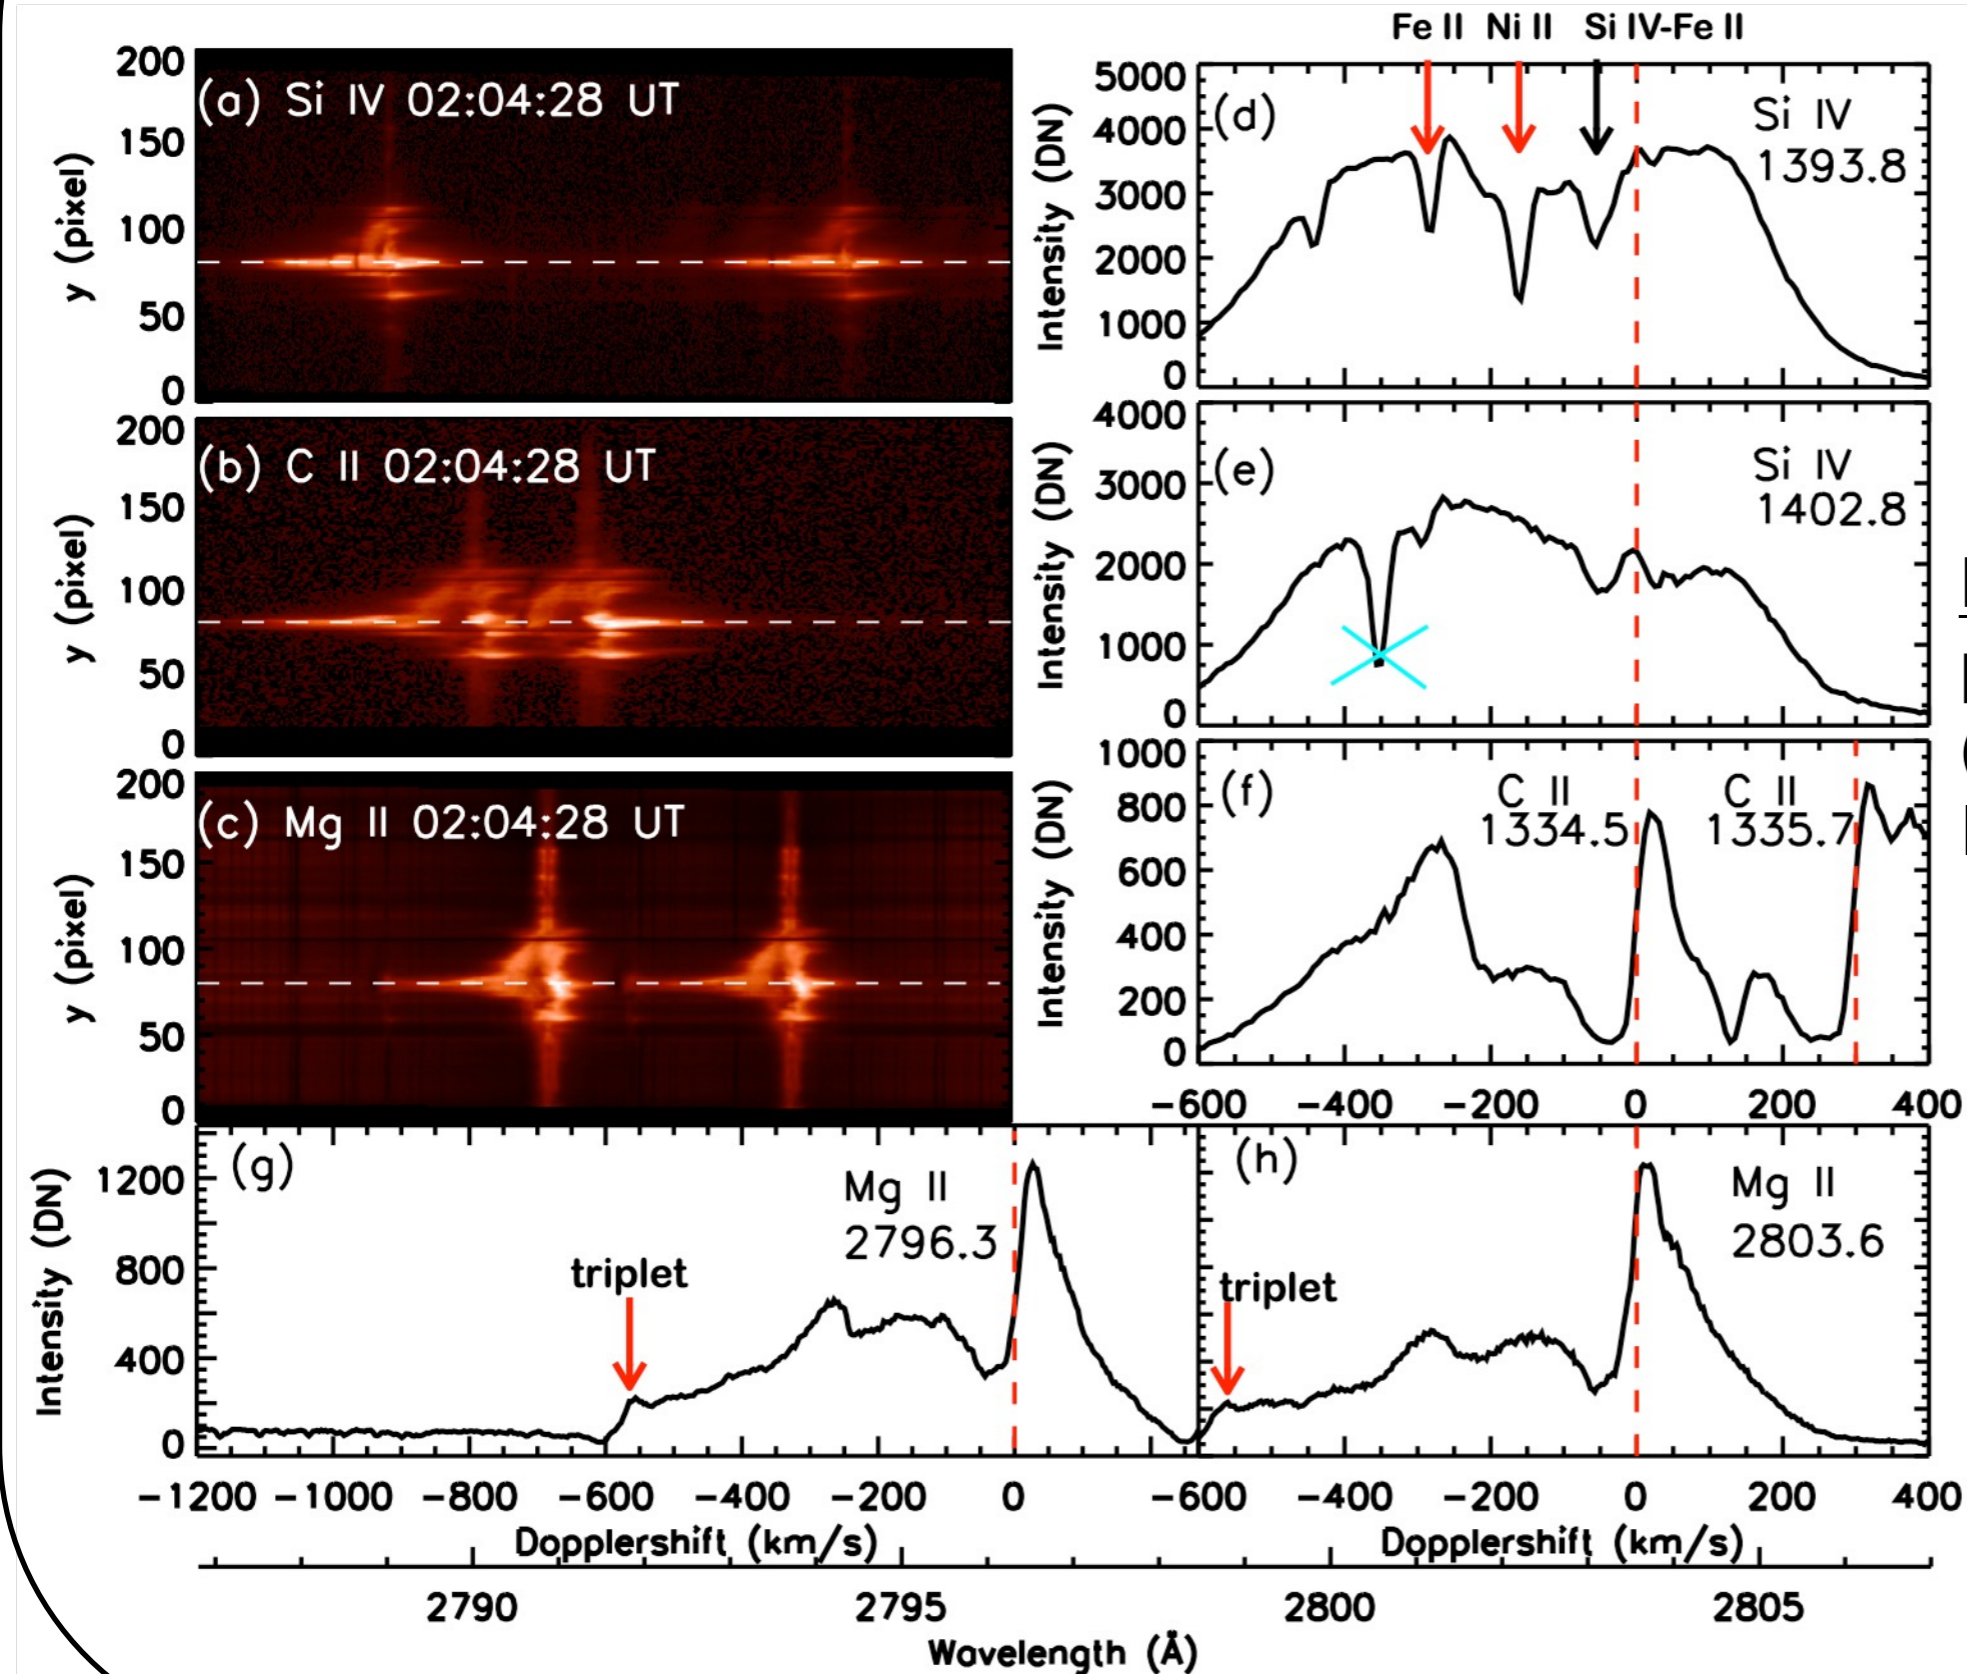 Fe II Ni II Si IV-Fe II
200
150
100
50
0
y (pixel)
(a) Si IV 02:04:28 UT
200
150
100
50
0
y (pixel)
(b) C II 02:04:28 UT
200
150
100
50
0
y (pixel)
(c) Mg II 02:04:28 UT
5000
4000
3000
2000
1000
0
Intensity (DN)
(d)
Si IV
1393.8
4000
3000
2000
1000
0
Intensity (DN)
(e)
Si IV
1402.8
1000
800
600
400
200
0
Intensity (DN)
(f)
C II
1334.5
C II
1335.7
-600 -400 -200 0 200 400
1200
800
400
0
Intensity (DN)
(g)
Mg II
2796.3
triplet
(h)
Mg II
2803.6
triplet
-1200 -1000 -800 -600 -400 -200 0
-600 -400 -200 0 200 400
Dopplershift (km/s)
Dopplershift (km/s)
2790 2795 2800 2805
Wavelength (Å)